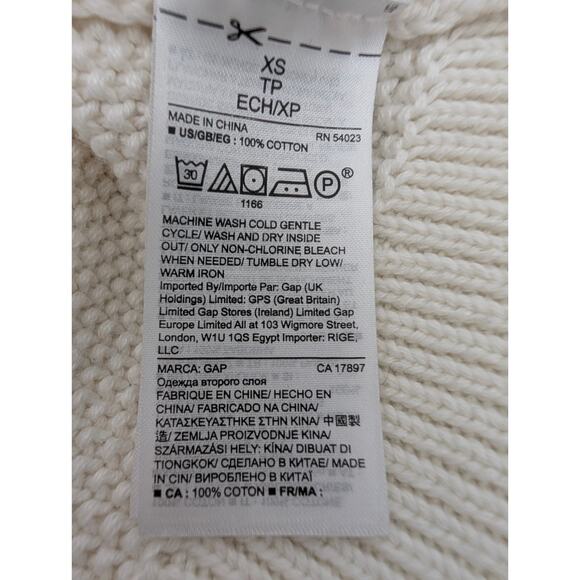 XS
TP
ECH/XP
MADE IN CHINA RN 54023
■ US/GB/EG : 100% COTTON
30 P ®
1166
MACHINE WASH COLD GENTLE
CYCLE/ WASH AND DRY INSIDE
OUT/ ONLY NON-CHLORINE BLEACH
WHEN NEEDED/ TUMBLE DRY LOW/
WARM IRON
Imported By/Importe Par: Gap (UK
Holdings) Limited: GPS (Great Britain)
Limited Gap Stores (Ireland) Limited Gap
Europe Limited All at 103 Wigmore Street,
London, W1U 1QS Egypt Importer: RIGE,
LLC
MARCA: GAP CA 17897
Одежда второго слоя
FABRIQUE EN CHINE/ HECHO EN
CHINA/ FABRICADO NA CHINA/
ΚΑΤΑΣΚΕΥΑΣΤΗΚΕ ΣΤΗΝ ΚΙΝΑ/ 中國製
造/ ZEMLJA PROIZVODNJE KINA/
SZÁRMAZÁSI HELY: KÍNA/ DIBUAT DI
TIONGKOK/ СДЕЛАНО В КИТАЕ/ MADE
IN CIN/ ВИРОБЛЕНО В КИТАЇ
■ CA : 100% COTON ■ FR/MA :